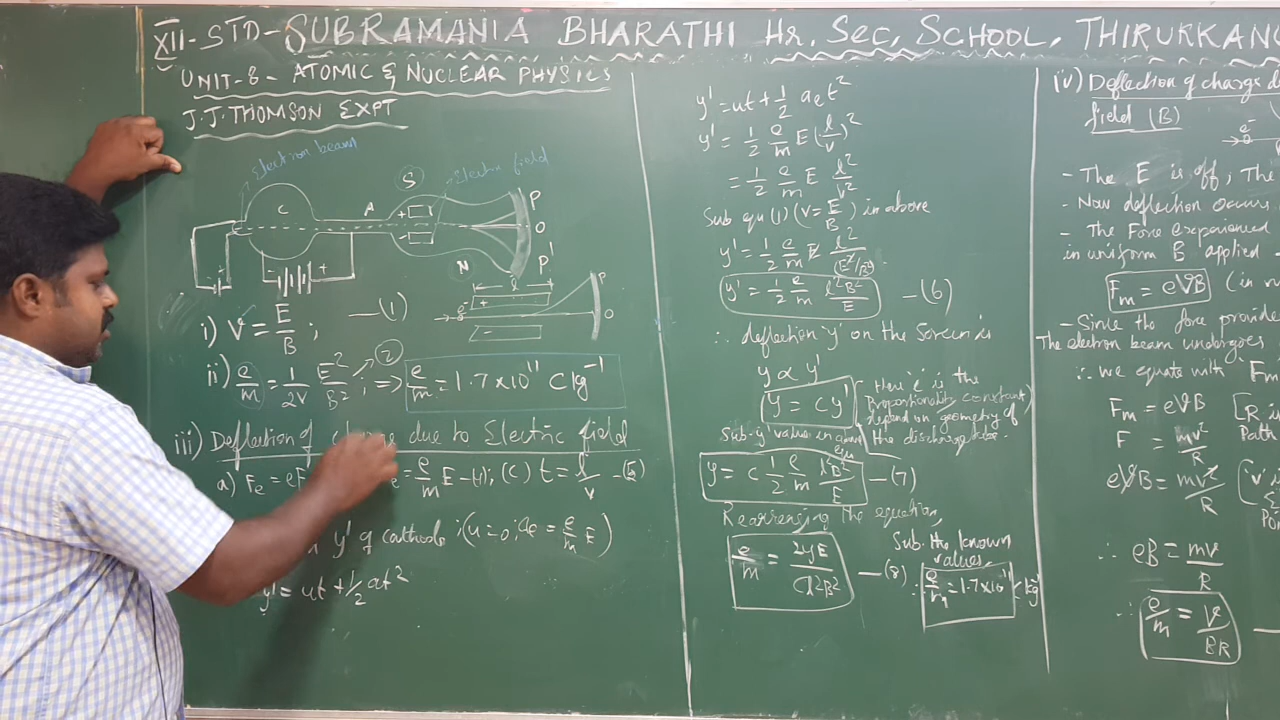 XII-STD-SUBRAMANIA BHARATHI Hr. Sec, SCHOOL, THIRUKKANG
UNIT-8- ATOMIC & NUCLEAR PHYSICS
J.J. THOMSON EXPT
Electron beam
Electric field
C
A
S
+
-
N
P
O
P'
- +
l
+
e-
-
P
O
i) V = E/B ; —(1)
ii) e/m = 1/2V E²/B² ; (2) => e/m = 1.7×10¹¹ C kg⁻¹
iii) Deflection of charge due to Electric field
a) Fe = eE = e/m E -(4); (c) t = l/v -(5)
y' of cathode ; (u=0; ae = e/m E)
y' = ut + 1/2 at²
y' = ut + 1/2 ae t²
y' = 1/2 e/m E (l/v)²
= 1/2 e/m E l²/v²
Sub equ (1) (V = E/B) in above
y' = 1/2 e/m E l²/(E²/B²)
y' = 1/2 e/m l²B²/E —(6)
∴ deflection 'y' on the screen is
y ∝ y'
y = C y'
Here 'c' is the
Proportionality constant
depend on geometry of
the discharge tube.
Sub y' value in above equ
y = C 1/2 e/m l²B²/E —(7)
Rearrensing the equation,
e/m = 2yE/Cl²B² —(8)
Sub. the known
values,
∴ e/m = 1.7×10¹¹ C kg⁻¹
iv) Deflection of charge d
field (B)
e-
- The E is off, The
- Now deflection occurs
- The Force experienced
in uniform B applied
Fm = eVB (in
- Since the force provide
The electron beam undergoes
∴ we equate with Fm
Fm = eVB [R is
Path
F = mv²/R
eVB = mv²/R ('v' is
∴ eB = mv/R
∴ e/m = v/BR